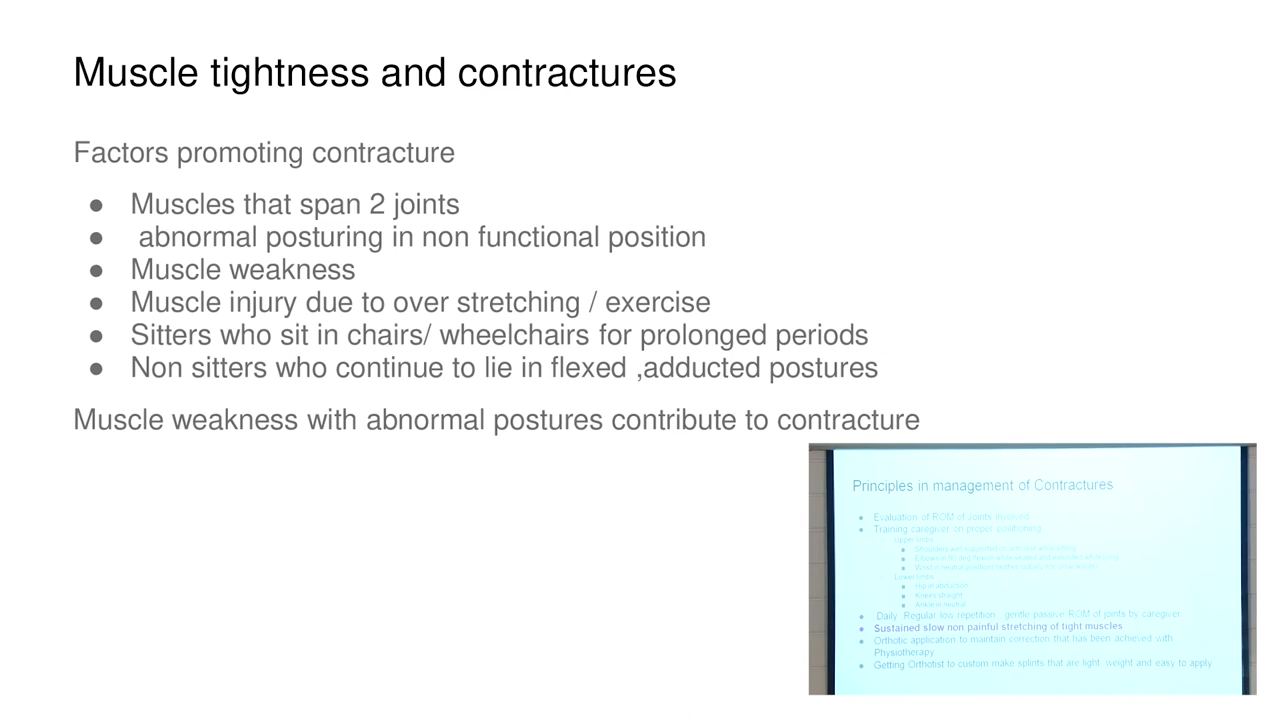 Muscle tightness and contractures
Factors promoting contracture
● Muscles that span 2 joints
● abnormal posturing in non functional position
● Muscle weakness
● Muscle injury due to over stretching / exercise
● Sitters who sit in chairs/ wheelchairs for prolonged periods
● Non sitters who continue to lie in flexed ,adducted postures
Muscle weakness with abnormal postures contribute to contracture
Principles in management of Contractures
● Evaluation of ROM of Joints involved
● Training caregiver on proper positioning
Upper limbs
Lower limbs
■ Hip in abduction
■ Knees straight
■ Ankle in neutral
● Daily Regular low repetition , gentle passive ROM of joints by caregiver
● Sustained slow non painful stretching of tight muscles
● Orthotic application to maintain correction that has been achieved with
Physiotherapy
● Getting Orthotist to custom make splints that are light weight and easy to apply